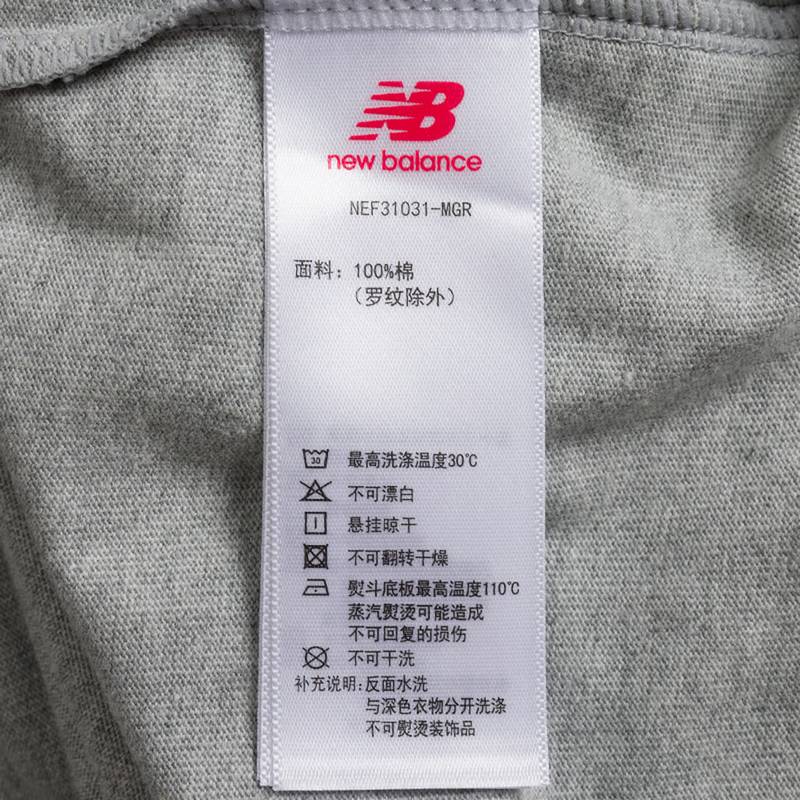 NB
new balance
NEF31031-MGR
面料：100%棉
（罗纹除外）
30 最高洗涤温度30℃
不可漂白
悬挂晾干
不可翻转干燥
熨斗底板最高温度110℃
蒸汽熨烫可能造成
不可回复的损伤
不可干洗
补充说明:反面水洗
与深色衣物分开洗涤
不可熨烫装饰品